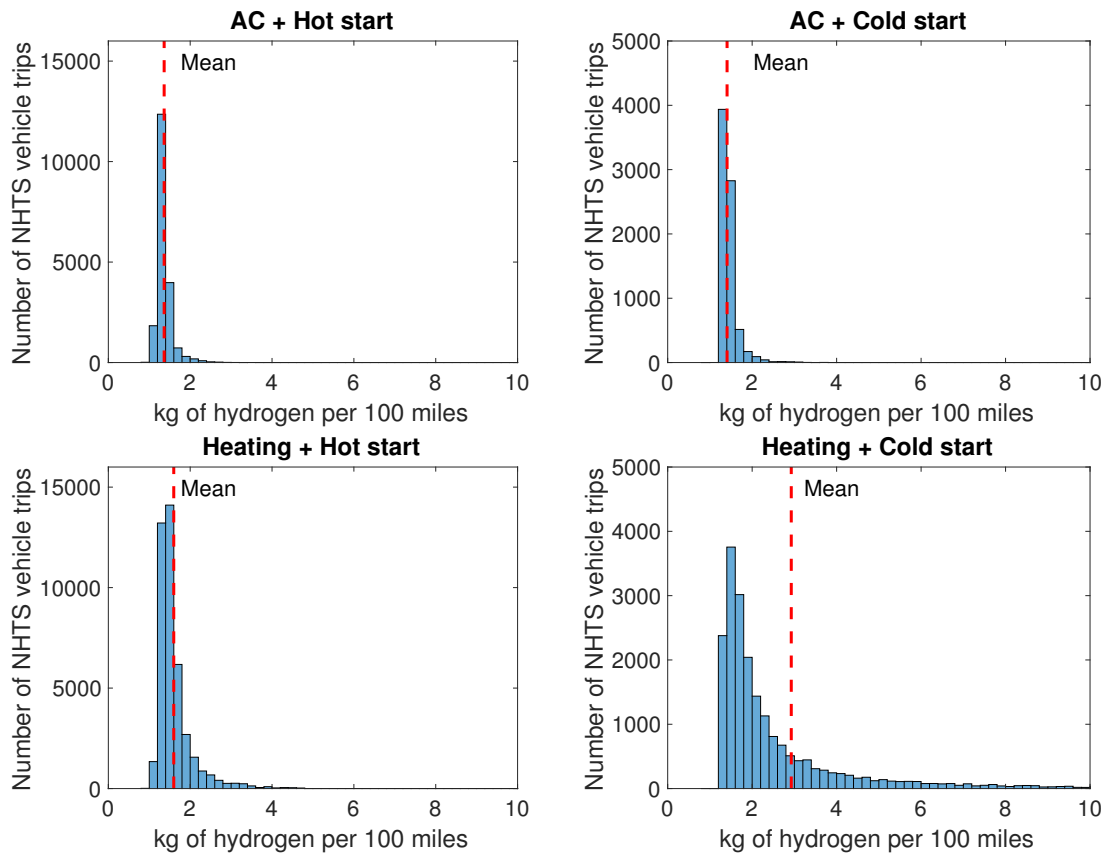 AC + Hot start
Number of NHTS vehicle trips
15000
10000
5000
0
Mean
0 2 4 6 8 10
kg of hydrogen per 100 miles
AC + Cold start
Number of NHTS vehicle trips
5000
4000
3000
2000
1000
0
Mean
0 2 4 6 8 10
kg of hydrogen per 100 miles
Heating + Hot start
Number of NHTS vehicle trips
15000
10000
5000
0
Mean
0 2 4 6 8 10
kg of hydrogen per 100 miles
Heating + Cold start
Number of NHTS vehicle trips
5000
4000
3000
2000
1000
0
Mean
0 2 4 6 8 10
kg of hydrogen per 100 miles